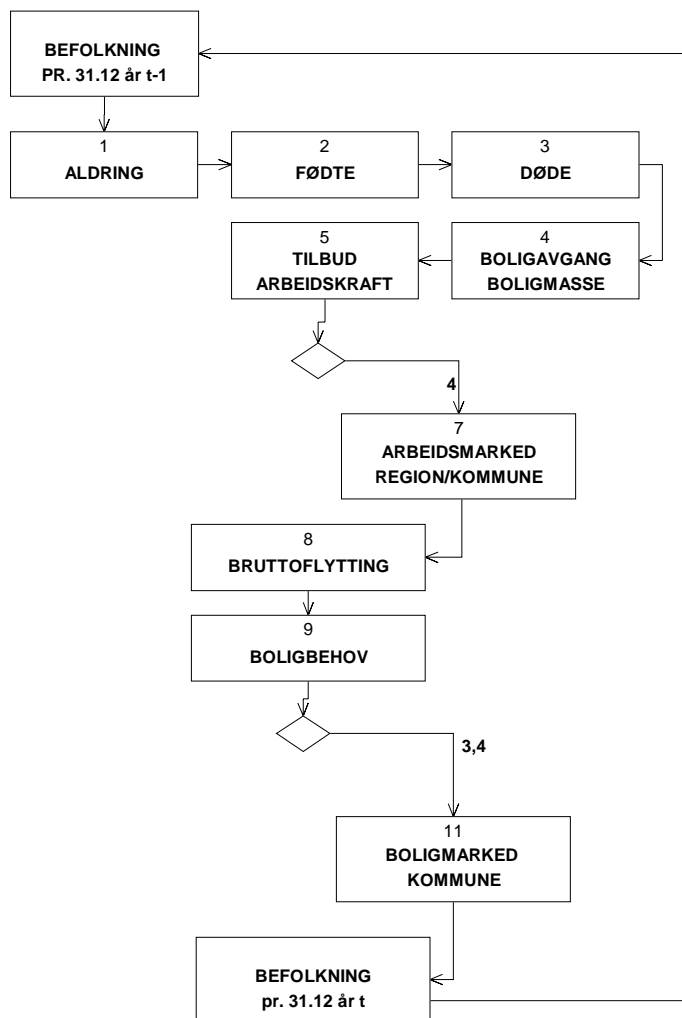 BEFOLKNING
PR. 31.12 år t-1
1
ALDRING
2
FØDTE
3
DØDE
5
TILBUD
ARBEIDSKRAFT
4
BOLIGAVGANG
BOLIGMASSE
4
7
ARBEIDSMARKED
REGION/KOMMUNE
8
BRUTTOFLYTTING
9
BOLIGBEHOV
3,4
11
BOLIGMARKED
KOMMUNE
BEFOLKNING
pr. 31.12 år t